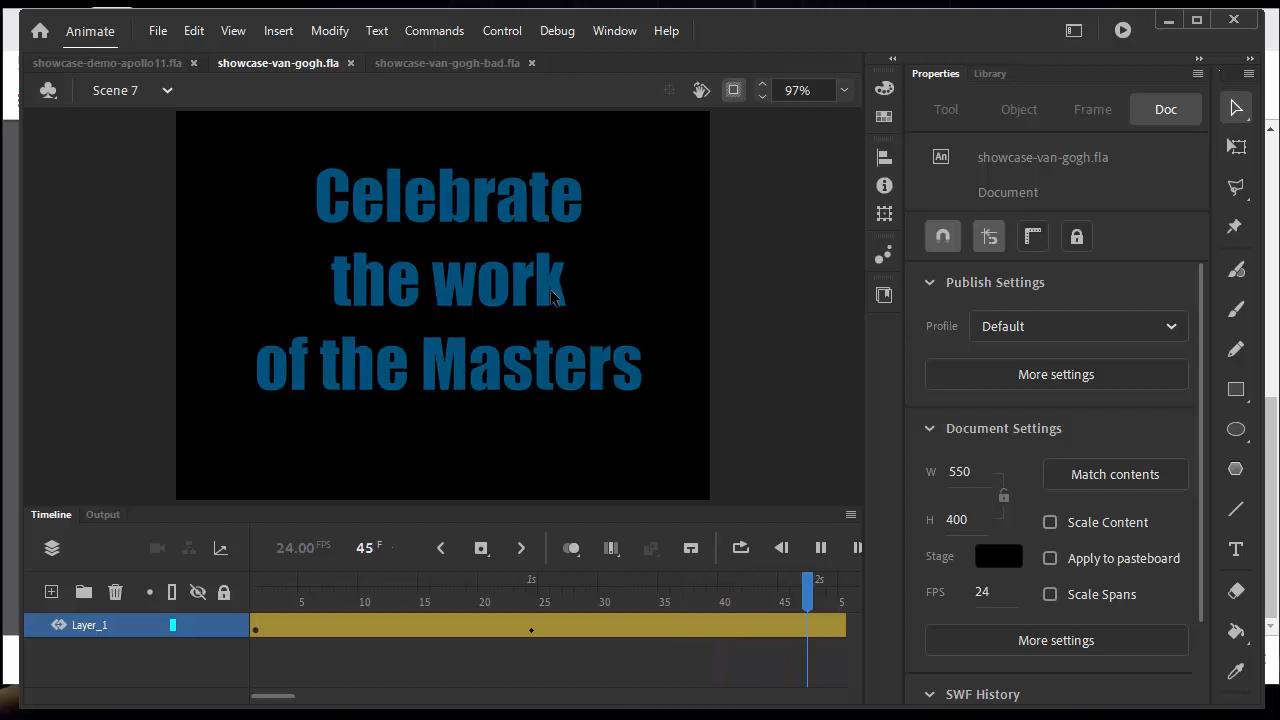 Animate File Edit View Insert Modify Text Commands Control Debug Window Help
showcase-demo-apollo11.fla showcase-van-gogh.fla showcase-van-gogh-bad.fla
Scene 7 97%
Celebrate
the work
of the Masters
Properties Library
Tool Object Frame Doc
An showcase-van-gogh.fla
Document
Publish Settings
Profile Default
More settings
Document Settings
W 550 Match contents
H 400 Scale Content
Stage Apply to pasteboard
FPS 24 Scale Spans
More settings
SWF History
Timeline Output
24.00 FPS 45 F
1s 2s
5 10 15 20 25 30 35 40 45 5
Layer_1